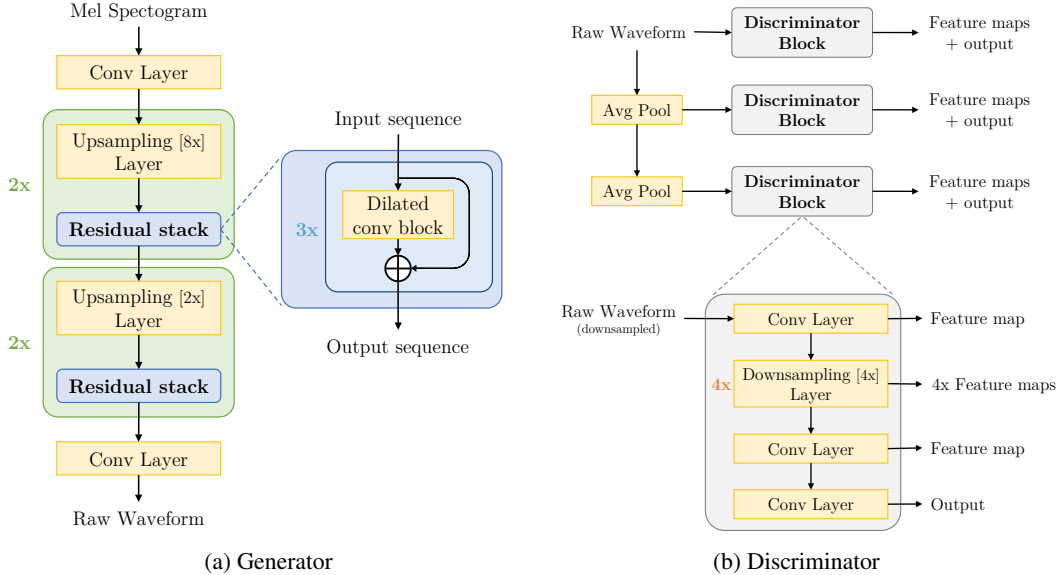 Mel Spectogram
Conv Layer
2x
Upsampling [8x]
Layer
Residual stack
2x
Upsampling [2x]
Layer
Residual stack
Conv Layer
Raw Waveform
Input sequence
3x
Dilated
conv block
Output sequence
(a) Generator
Raw Waveform
Discriminator
Block
Feature maps
+ output
Avg Pool
Discriminator
Block
Feature maps
+ output
Avg Pool
Discriminator
Block
Feature maps
+ output
Raw Waveform
(downsampled)
Conv Layer
Feature map
4x
Downsampling [4x]
Layer
4x Feature maps
Conv Layer
Feature map
Conv Layer
Output
(b) Discriminator